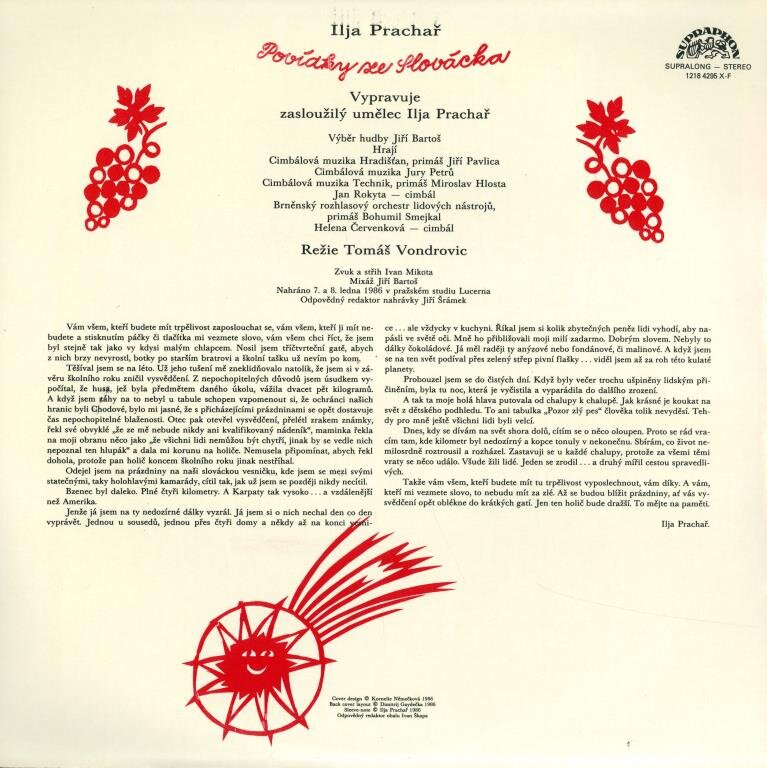 Ilja Prachař
Povídky ze Slovácka
SUPRAPHON
SUPRALONG — STEREO
1218 4295 X-F
Vypravuje
zasloužilý umělec Ilja Prachař
Výběr hudby Jiří Bartoš
Hrají
Cimbálová muzika Hradišťan, primáš Jiří Pavlica
Cimbálová muzika Jury Petrů
Cimbálová muzika Technik, primáš Miroslav Hlosta
Jan Rokyta — cimbál
Brněnský rozhlasový orchestr lidových nástrojů,
primáš Bohumil Smejkal
Helena Červenková — cimbál
Režie Tomáš Vondrovic
Zvuk a střih Ivan Mikota
Mixáž Jiří Bartoš
Nahráno 7. a 8. ledna 1986 v pražském studiu Lucerna
Odpovědný redaktor nahrávky Jiří Šrámek
Vám všem, kteří budete mít trpělivost zaposlouchat se, vám všem, kteří ji mít ne-
budete a stisknutím páčky či tlačítka mi vezmete slovo, vám všem chci říct, že jsem
byl stejně tak jako vy kdysi malým chlapcem. Nosil jsem tříčtvrteční gatě, abych
z nich brzy nevyrostl, botky po starším bratrovi a školní tašku už nevím po kom.
Těšíval jsem se na léto. Už jeho tušení mě zneklidňovalo natolik, že jsem si v zá-
věru školního roku zničil vysvědčení. Z nepochopitelných důvodů jsem úsudkem vy-
počítal, že husa, jež byla předmětem daného úkolu, vážila dvacet pět kilogramů.
A když jsem záhy na to nebyl u tabule schopen vzpomenout si, že ochránci našich
hranic byli Chodové, bylo mi jasné, že s přicházejícími prázdninami se opět dostavuje
čas nepochopitelné blaženosti. Otec pak otevřel vysvědčení, přelétl zrakem známky,
řekl své obvyklé „že ze mě nebude nikdy ani kvalifikovaný nádeník“, maminka řekla
na moji obranu něco jako „že všichni lidi nemůžou být chytří, jinak by se vedle nich
nepoznal ten hlupák“ a dala mi korunu na holiče. Nemusela připomínat, abych řekl
dohola, protože pan holič koncem školního roku jinak nestříhal.
Odejel jsem na prázdniny na naši slováckou vesničku, kde jsem se mezi svými
statečnými, taky holohlavými kamarády, cítil tak, jak už jsem se později nikdy necítil.
Bzenec byl daleko. Plné čtyři kilometry. A Karpaty tak vysoko... a vzdálenější
než Amerika.
Jenže já jsem na ty nedozírné dálky vyzrál. Já jsem si o nich nechal den co den
vyprávět. Jednou u sousedů, jednou přes čtyři domy a někdy až na konci vesni-
ce... ale vždycky v kuchyni. Říkal jsem si kolik zbytečných peněz lidi vyhodí, aby na-
pásli ve světě oči. Mně ho přibližovali moji milí zadarmo. Dobrým slovem. Nebyly to
dálky čokoládové. Já měl raději ty anýzové nebo fondánové, či malinové. A když jsem
se na ten svět podíval přes zelený střep pivní flašky... viděl jsem až za roh této kulaté
planety.
Probouzel jsem se do čistých dní. Když byly večer trochu ušpiněny lidským při-
činěním, byla tu noc, která je vyčistila a vyparádila do dalšího zrození.
A tak ta moje holá hlava putovala od chalupy k chalupě. Jak krásné je koukat na
svět z dětského podhledu. To ani tabulka „Pozor zlý pes“ člověka tolik nevyděsí. Teh-
dy pro mně ještě všichni lidi byli velcí.
Dnes, kdy se dívám na svět shora dolů, cítím se o něco oloupen. Proto se rád vra-
cím tam, kde kilometr byl nedozírný a kopce tonuly v nekonečnu. Sbírám, co život ne-
milosrdně roztrousil a rozházel. Zastavuji se u každé chalupy, protože za všemi těmi
vraty se něco událo. Všude žili lidé. Jeden se zrodil... a druhý mířil cestou spravedli-
vých.
Takže vám všem, kteří budete mít tu trpělivost vyposlechnout, vám díky. A vám,
kteří mi vezmete slovo, to nebudu mít za zlé. Až se budou blížit prázdniny, ať vás vy-
svědčení opět oblékne do krátkých gatí. Jen ten holič bude dražší. To mějte na paměti.
Ilja Prachař.
Cover design © Kornelie Němečková 1986
Back cover layout © Dimitrij Goydečka 1986
Sleeve-note © Ilja Prachař 1986
Odpovědný redaktor obalu Ivan Škapa